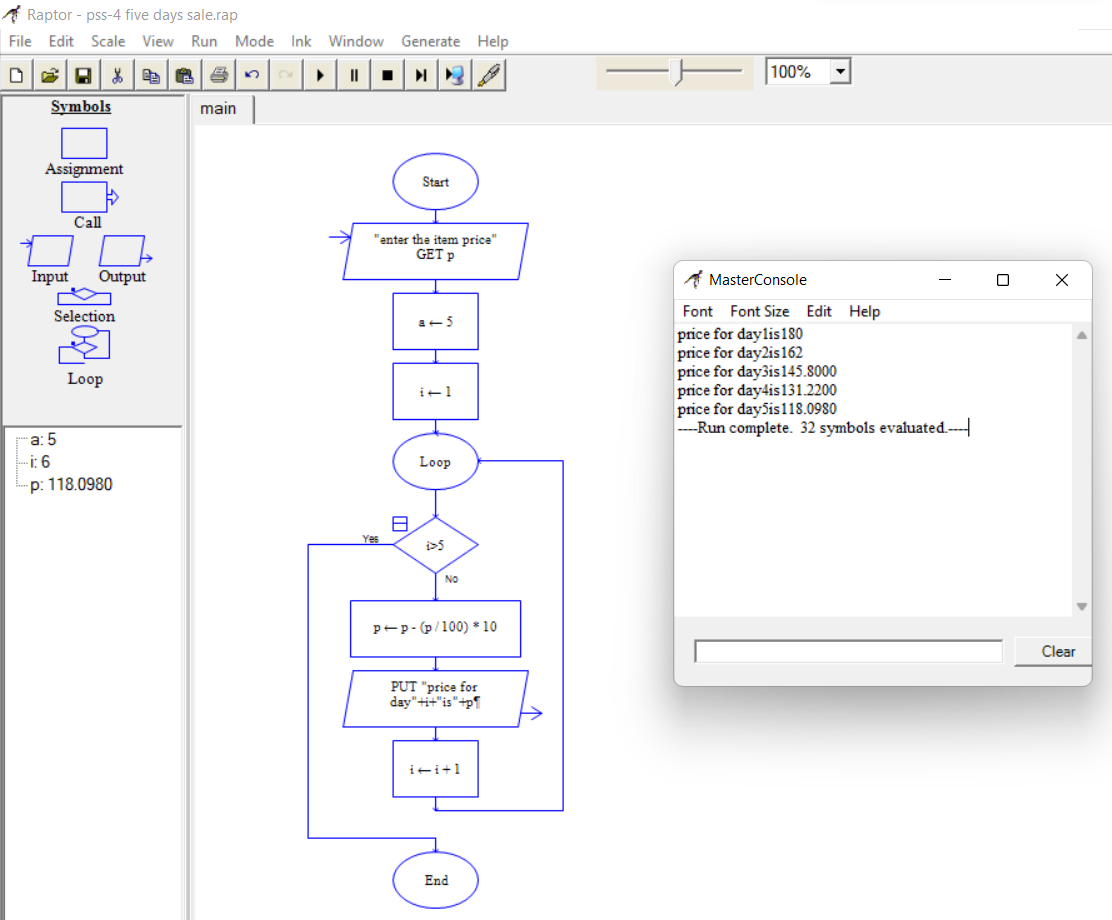 Raptor - pss-4 five days sale.rap
File Edit Scale View Run Mode Ink Window Generate Help
100%
Symbols
Assignment
Call
Input Output
Selection
Loop
a: 5
i: 6
p: 118.0980
main
Start
"enter the item price"
GET p
a ← 5
i ← 1
Loop
Yes
i>5
No
p ← p - (p / 100) * 10
PUT "price for
day"+i+"is"+p¶
i ← i + 1
End
MasterConsole
Font Font Size Edit Help
price for day1is180
price for day2is162
price for day3is145.8000
price for day4is131.2200
price for day5is118.0980
----Run complete. 32 symbols evaluated.----
Clear